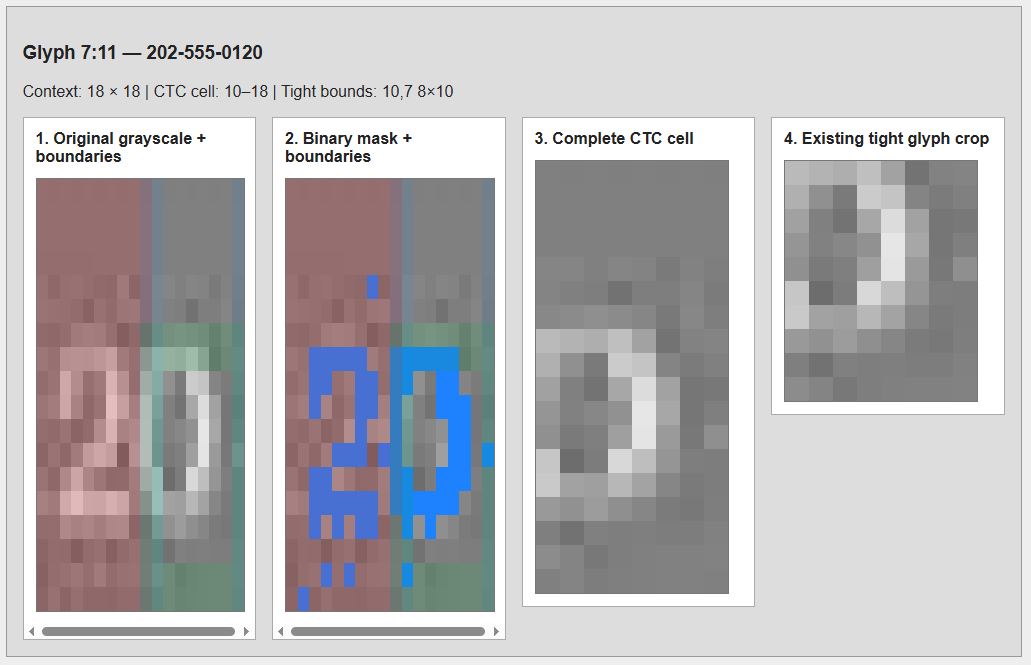 Glyph 7:11 — 202-555-0120
Context: 18 × 18 | CTC cell: 10–18 | Tight bounds: 10,7 8×10
1. Original grayscale +
boundaries
2. Binary mask +
boundaries
3. Complete CTC cell
4. Existing tight glyph crop